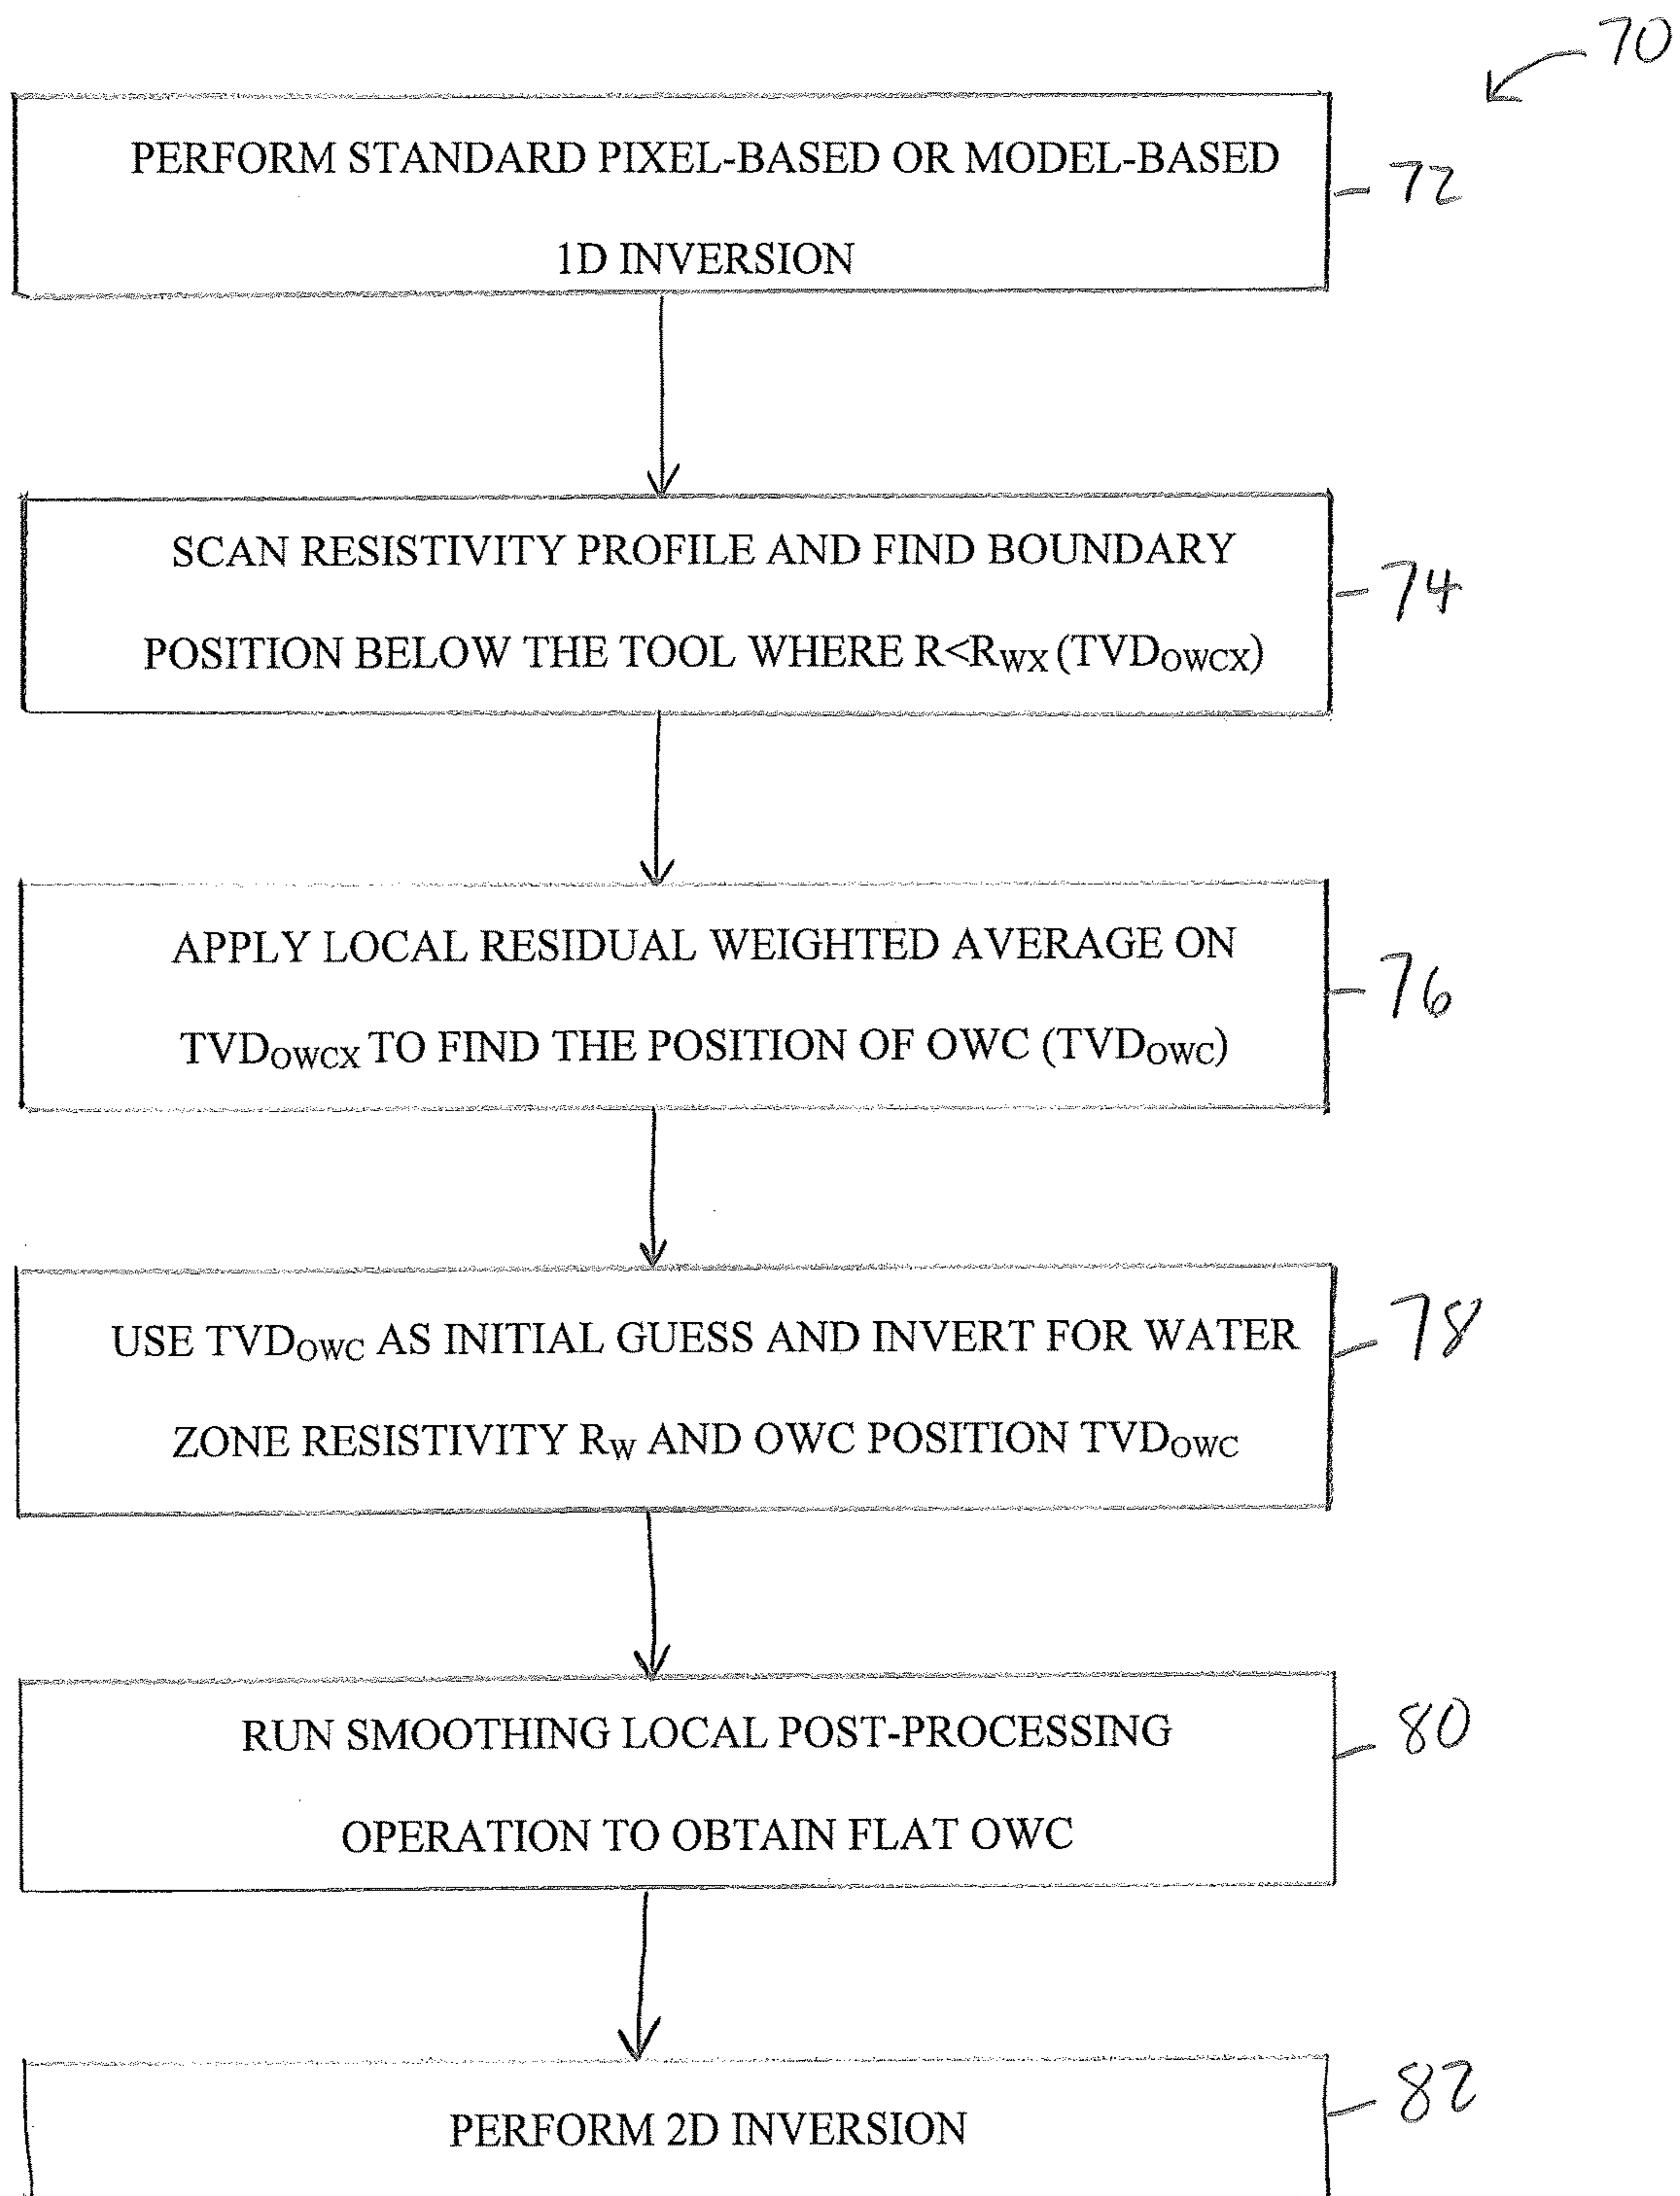 70
PERFORM STANDARD PIXEL-BASED OR MODEL-BASED
1D INVERSION
72
SCAN RESISTIVITY PROFILE AND FIND BOUNDARY
POSITION BELOW THE TOOL WHERE R<RWX (TVDOWCX)
74
APPLY LOCAL RESIDUAL WEIGHTED AVERAGE ON
TVDOWCX TO FIND THE POSITION OF OWC (TVDOWC)
76
USE TVDOWC AS INITIAL GUESS AND INVERT FOR WATER
ZONE RESISTIVITY RW AND OWC POSITION TVDOWC
78
RUN SMOOTHING LOCAL POST-PROCESSING
OPERATION TO OBTAIN FLAT OWC
80
PERFORM 2D INVERSION
82